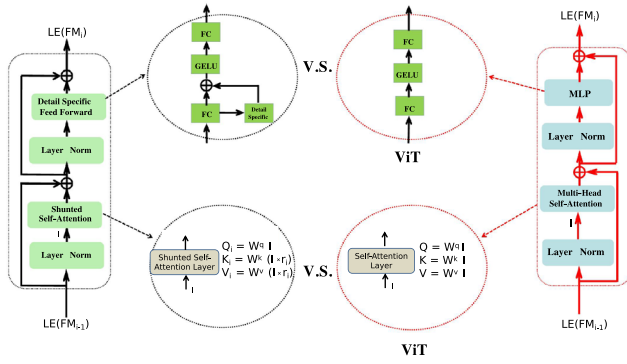 LE(FMi)
Detail Specific
Feed Forward
Layer Norm
Shunted
Self-Attention
I
Layer Norm
LE(FMi-1)
FC
GELU
FC
Detail
Specific
V.S.
FC
GELU
FC
ViT
Shunted Self-
Attention Layer
I
Qi = Wq I
Ki = Wk (I×ri)
Vi = Wv (I×ri)
V.S.
Self-Attention
Layer
I
Q = Wq I
K = Wk I
V = Wv I
ViT
LE(FMi)
MLP
Layer Norm
Multi-Head
Self-Attention
I
Layer Norm
LE(FMi-1)